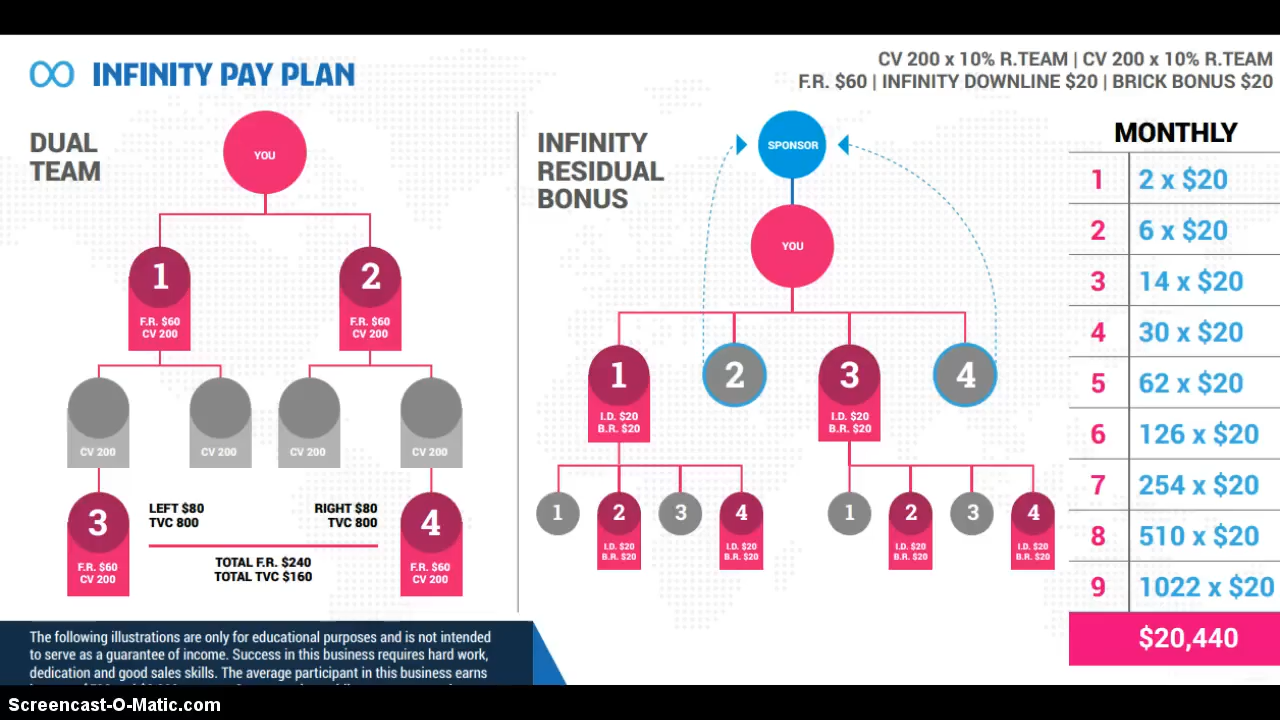 INFINITY PAY PLAN
CV 200 x 10% R.TEAM | CV 200 x 10% R.TEAM
F.R. $60 | INFINITY DOWNLINE $20 | BRICK BONUS $20
DUAL
TEAM
YOU
1
F.R. $60
CV 200
2
F.R. $60
CV 200
CV 200
CV 200
CV 200
CV 200
3
F.R. $60
CV 200
LEFT $80
TVC 800
RIGHT $80
TVC 800
TOTAL F.R. $240
TOTAL TVC $160
4
F.R. $60
CV 200
INFINITY
RESIDUAL
BONUS
SPONSOR
YOU
1
I.D. $20
B.R. $20
2
3
I.D. $20
B.R. $20
4
1
2
I.D. $20
B.R. $20
3
4
I.D. $20
B.R. $20
1
2
I.D. $20
B.R. $20
3
4
I.D. $20
B.R. $20
MONTHLY
1 2 x $20
2 6 x $20
3 14 x $20
4 30 x $20
5 62 x $20
6 126 x $20
7 254 x $20
8 510 x $20
9 1022 x $20
$20,440
The following illustrations are only for educational purposes and is not intended
to serve as a guarantee of income. Success in this business requires hard work,
dedication and good sales skills. The average participant in this business earns
Screencast-O-Matic.com